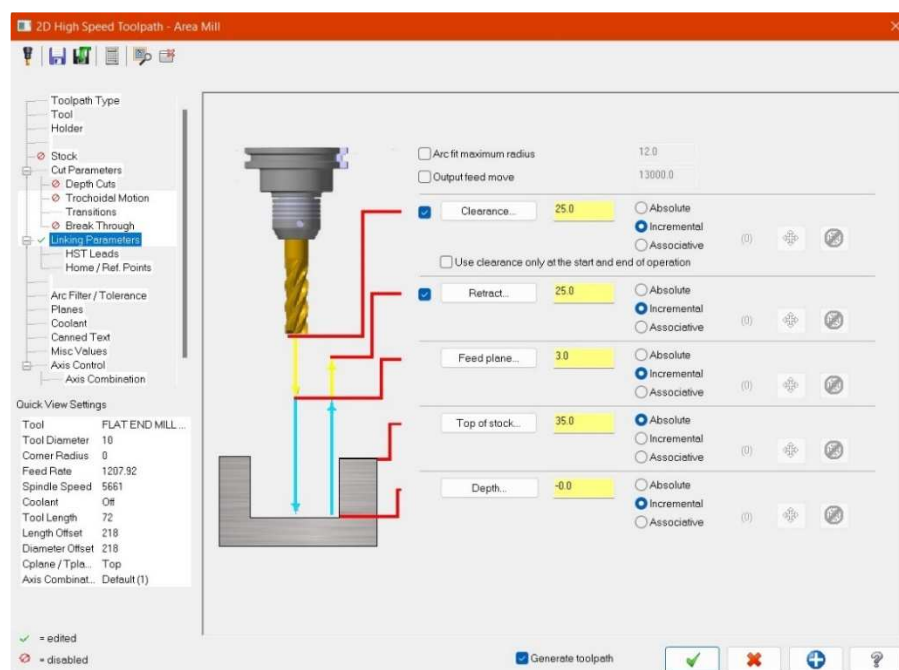 2D High Speed Toolpath - Area Mill
Toolpath Type
Tool
Holder
Stock
Cut Parameters
Depth Cuts
Trochoidal Motion
Transitions
Break Through
Linking Parameters
HST Leads
Home / Ref. Points
Arc Filter / Tolerance
Planes
Coolant
Canned Text
Misc Values
Axis Control
Axis Combination
Quick View Settings
Tool FLAT END MILL ...
Tool Diameter 10
Corner Radius 0
Feed Rate 1207.92
Spindle Speed 5661
Coolant Off
Tool Length 72
Length Offset 218
Diameter Offset 218
Cplane / Tpla... Top
Axis Combinat... Default (1)
= edited
= disabled
Arc fit maximum radius 12.0
Output feed move 13000.0
Clearance... 25.0 Absolute
Incremental
Associative (0)
Use clearance only at the start and end of operation
Retract... 25.0 Absolute
Incremental
Associative (0)
Feed plane... 3.0 Absolute
Incremental
Associative (0)
Top of stock... 35.0 Absolute
Incremental
Associative (0)
Depth... -0.0 Absolute
Incremental
Associative (0)
Generate toolpath
?